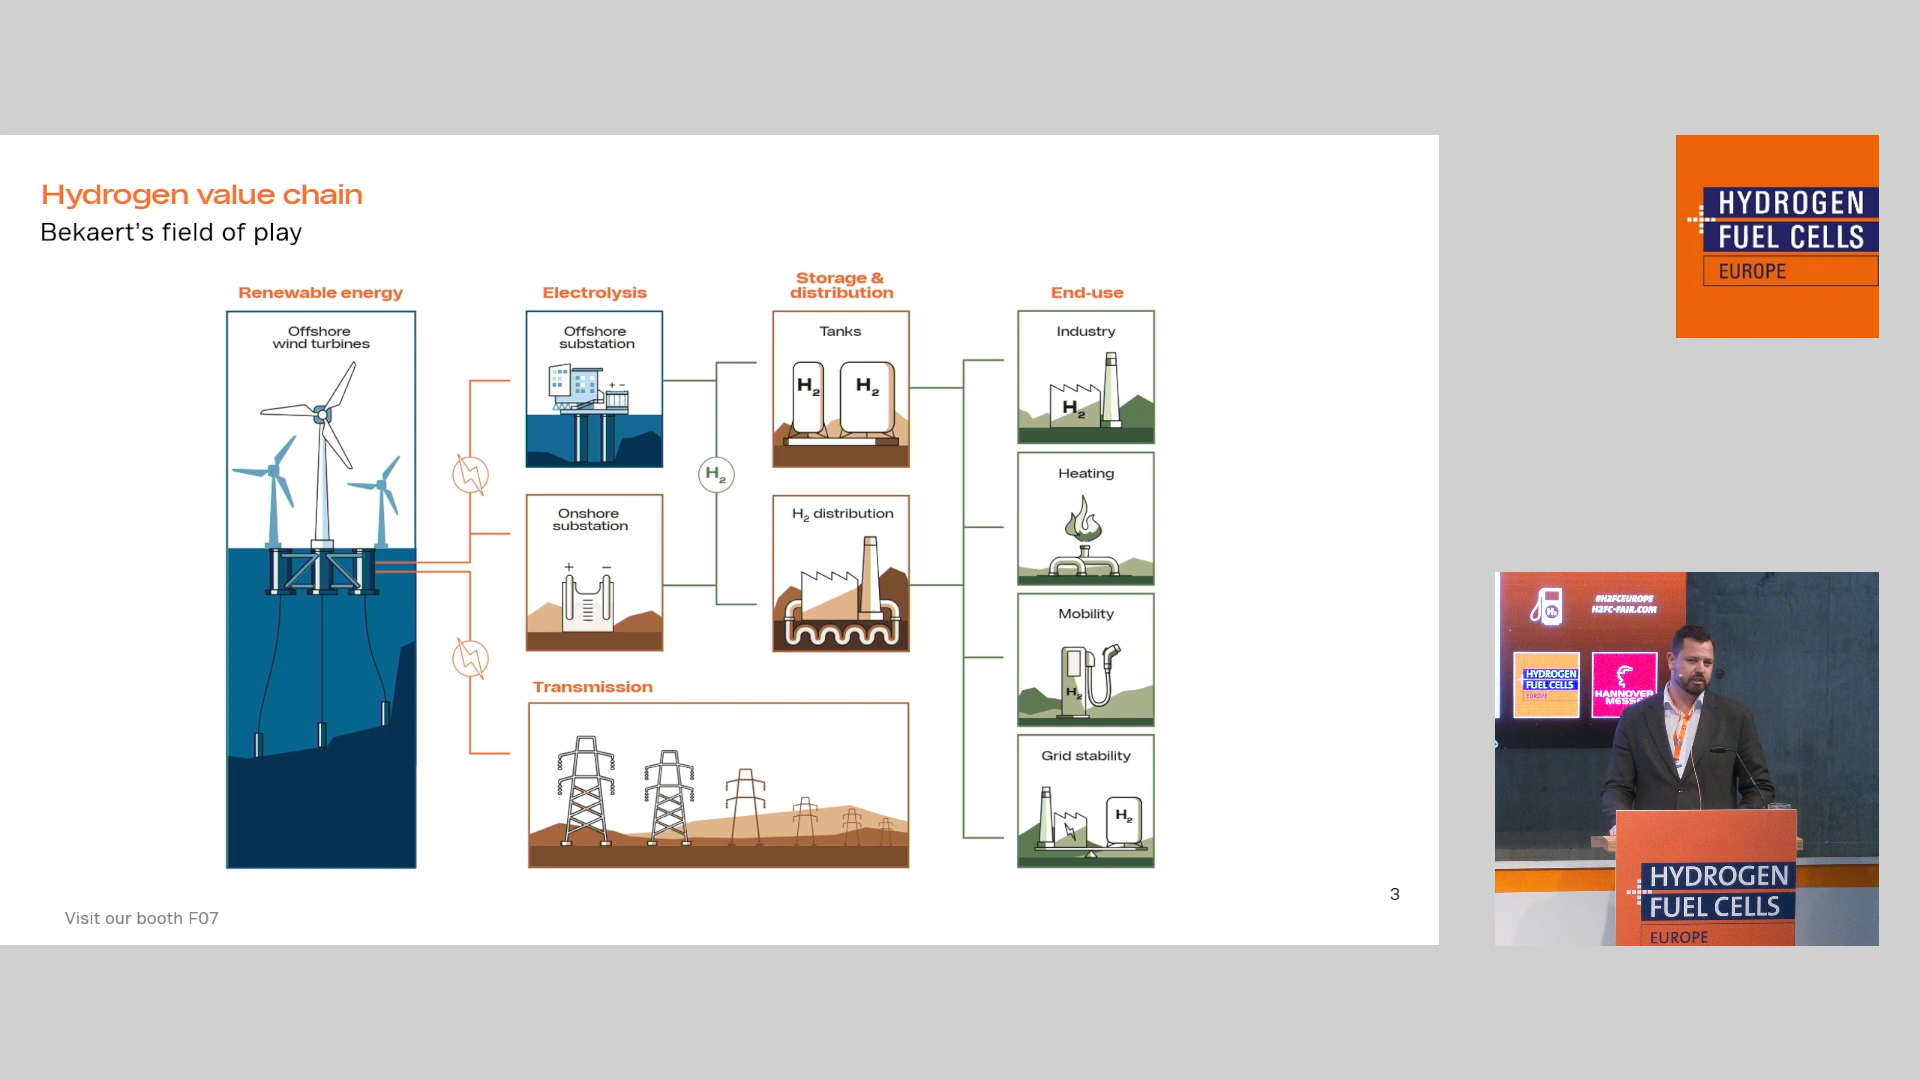 Hydrogen value chain
Bekaert’s field of play
Renewable energy
Offshore
wind turbines
Electrolysis
Offshore
substation
+ −
Onshore
substation
+ −
H2
Storage &
distribution
Tanks
H2 H2
H2 distribution
Transmission
End-use
Industry
H2
Heating
Mobility
H2
Grid stability
H2
Visit our booth F07
3
HYDROGEN
FUEL CELLS
EUROPE
H2
#H2FCEUROPE
H2FC-FAIR.COM
HYDROGEN
FUEL CELLS
EUROPE
HANNOVER
MESSE
HYDROGEN
FUEL CELLS
EUROPE